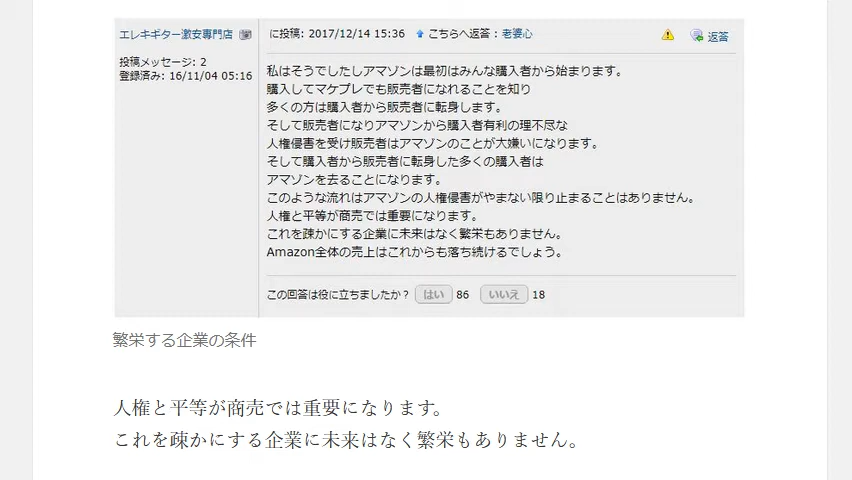 エレキギター激安專門店
に投稿: 2017/12/14 15:36 こちらへ返答 : 老婆心
返答
投稿メッセージ: 2
登録済み: 16/11/04 05:16
私はそうでしたしアマゾンは最初はみんな購入者から始まります。
購入してマケプレでも販売者になれることを知り
多くの方は購入者から販売者に転身します。
そして販売者になりアマゾンから購入者有利の理不尽な
人権侵害を受け販売者はアマゾンのことが大嫌いになります。
そして購入者から販売者に転身した多くの購入者は
アマゾンを去ることになります。
このような流れはアマゾンの人権侵害がやまない限り止まることはありません。
人権と平等が商売では重要になります。
これを疎かにする企業に未来はなく繁栄もありません。
Amazon全体の売上はこれからも落ち続けるでしょう。
この回答は役に立ちましたか？ はい 86 いいえ 18
繁栄する企業の条件
人権と平等が商売では重要になります。
これを疎かにする企業に未来はなく繁栄もありません。